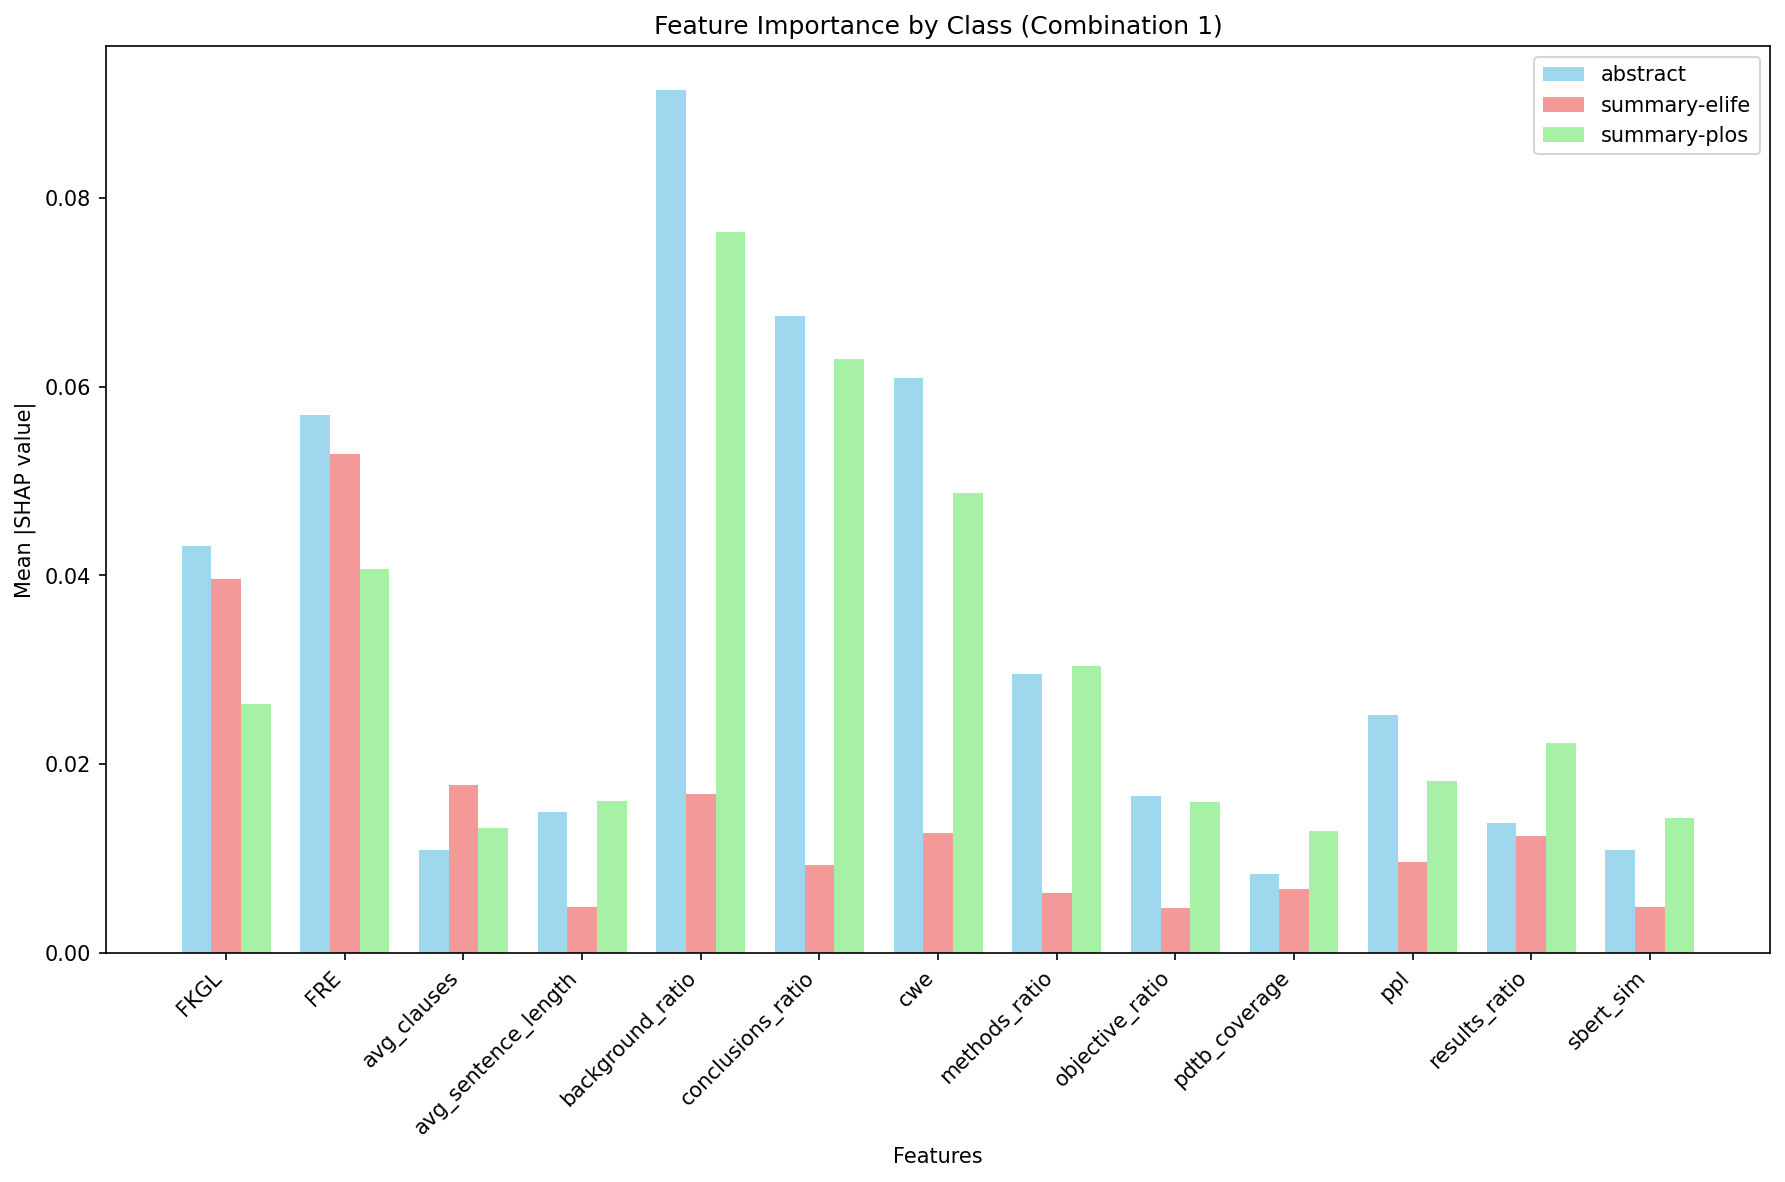 Feature Importance by Class (Combination 1)
abstract
summary-elife
summary-plos
Mean |SHAP value|
0.08
0.06
0.04
0.02
0.00
FKGL
FRE
avg_clauses
avg_sentence_length
background_ratio
conclusions_ratio
cwe
methods_ratio
objective_ratio
pdtb_coverage
ppl
results_ratio
sbert_sim
Features